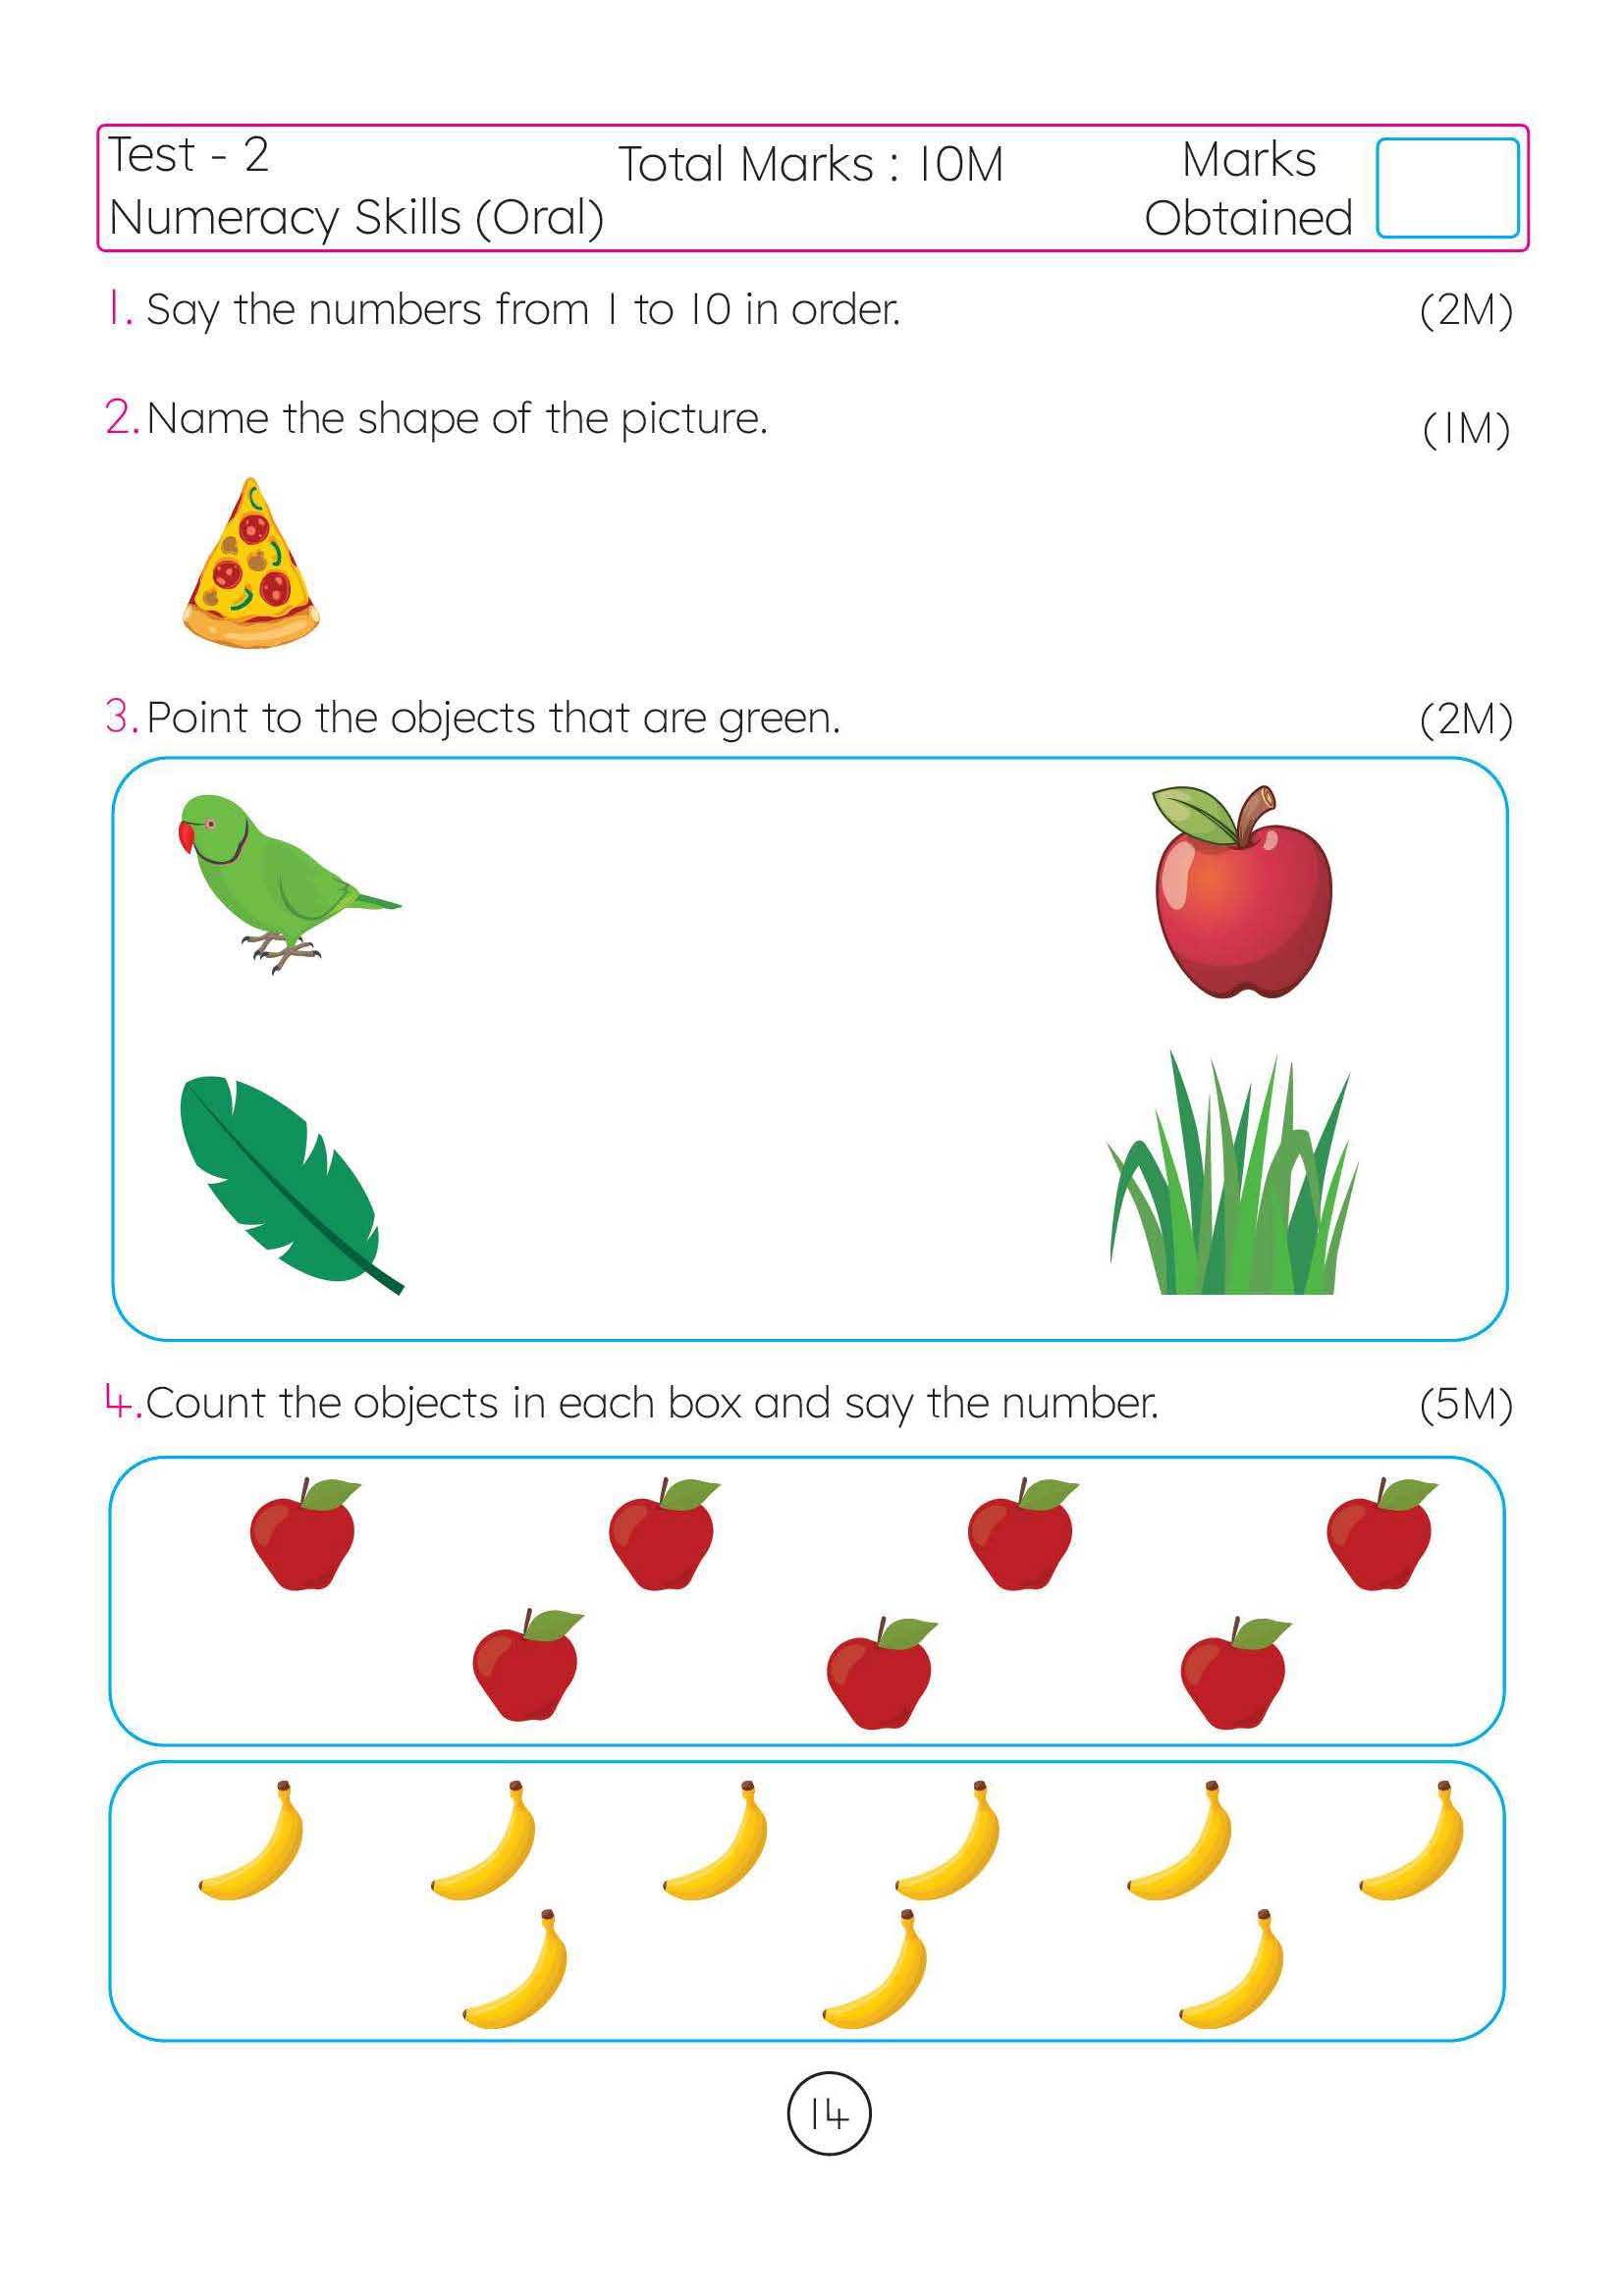 Test - 2
Numeracy Skills (Oral)
Total Marks : 10M
Marks
Obtained
1. Say the numbers from 1 to 10 in order. (2M)
2. Name the shape of the picture. (1M)
3. Point to the objects that are green. (2M)
4. Count the objects in each box and say the number. (5M)
14